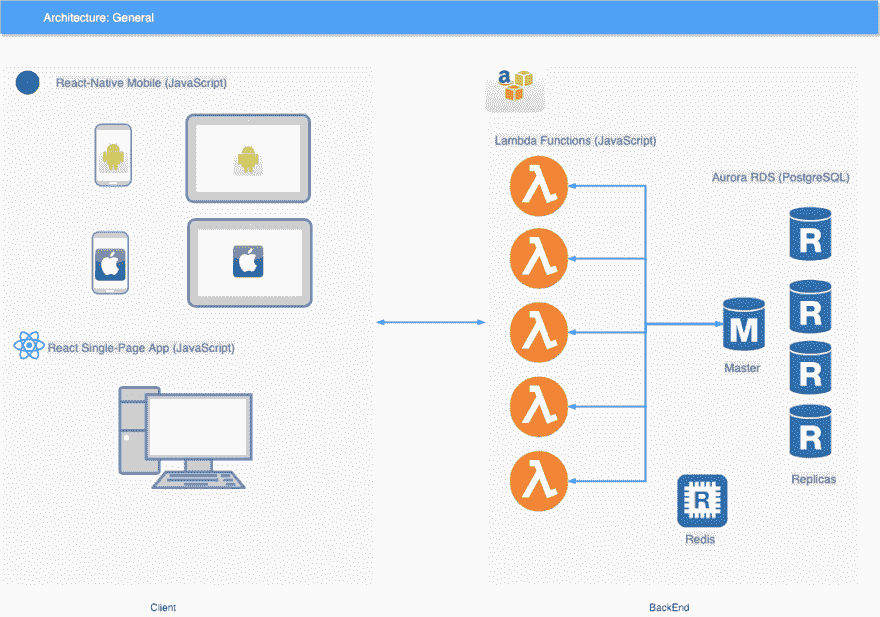 Architecture: General
React-Native Mobile (JavaScript)
React Single-Page App (JavaScript)
Client
a
Lambda Functions (JavaScript)
λ
λ
λ
λ
λ
Aurora RDS (PostgreSQL)
R
R
R
R
M
Master
Replicas
R
Redis
BackEnd